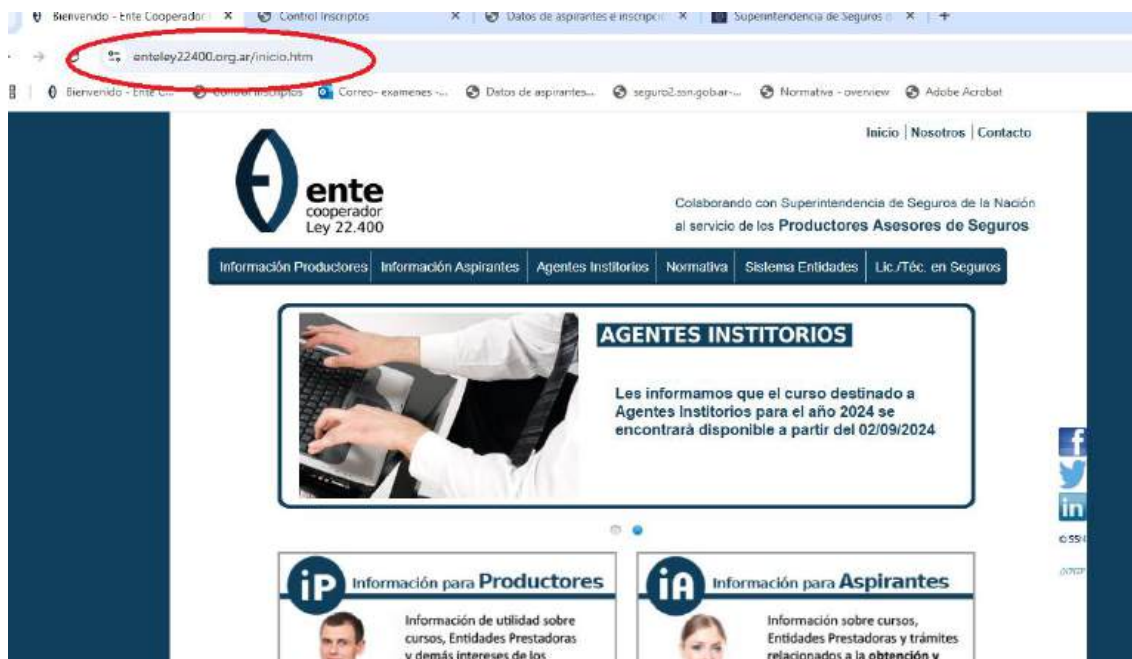 Bienvenido - Ente Cooperador
Control Inscriptos
Datos de aspirantes e inscripci
Superintendencia de Seguros
enteley22400.org.ar/inicio.htm
Bienvenido - Ente C...
Control Inscriptos
Correo- examenes -...
Datos de aspirantes...
seguro2.ssn.gob.ar-...
Normativa - overview
Adobe Acrobat
Inicio | Nosotros | Contacto
ente
cooperador
Ley 22.400
Colaborando con Superintendencia de Seguros de la Nación
al servicio de los Productores Asesores de Seguros
Información Productores
Información Aspirantes
Agentes Institorios
Normativa
Sistema Entidades
Lic./Téc. en Seguros
AGENTES INSTITORIOS
Les informamos que el curso destinado a
Agentes Institorios para el año 2024 se
encontrará disponible a partir del 02/09/2024
iP Información para Productores
Información de utilidad sobre
cursos, Entidades Prestadoras
y demás intereses de los
iA Información para Aspirantes
Información sobre cursos,
Entidades Prestadoras y trámites
relacionados a la obtención y